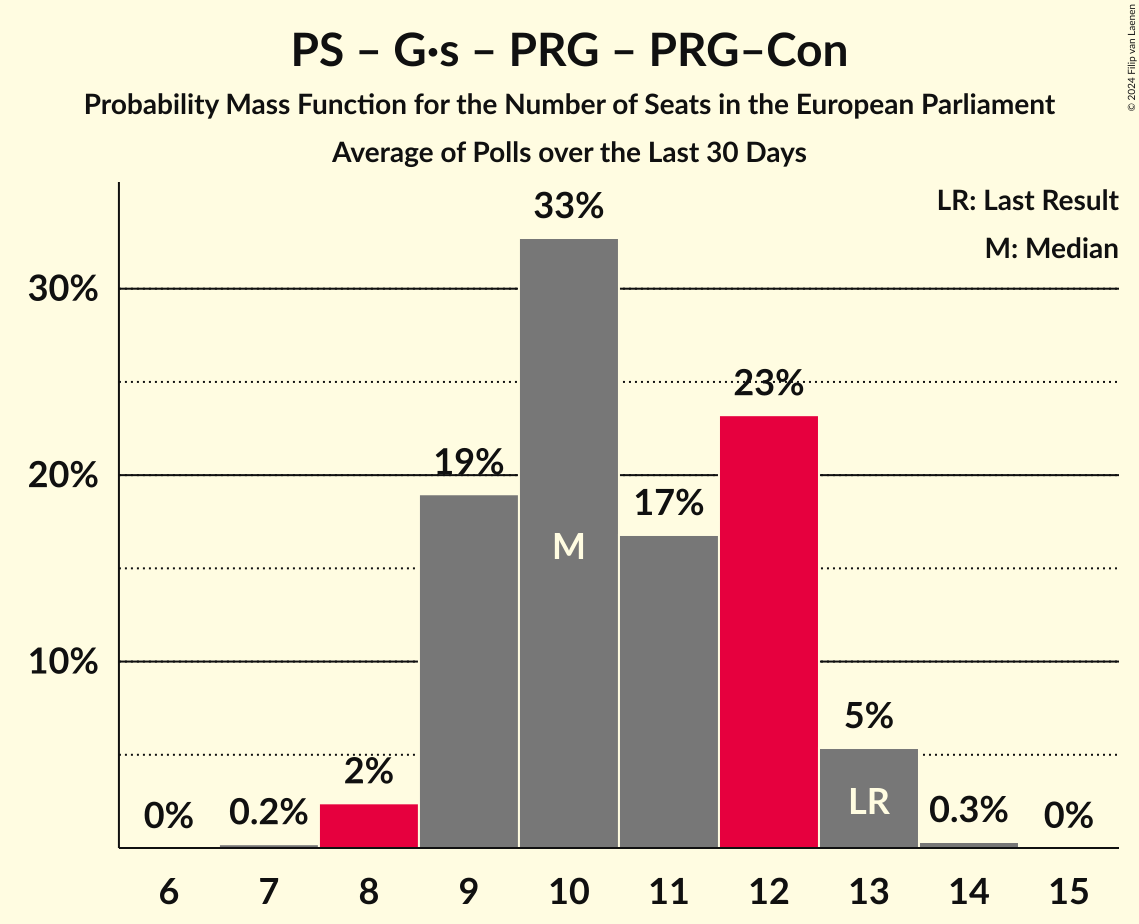 PS – G·s – PRG – PRG–Con
Probability Mass Function for the Number of Seats in the European Parliament
Average of Polls over the Last 30 Days
© 2024 Filip van Laenen
LR: Last Result
M: Median
33%
30%
23%
20%
19%
17%
M
10%
5%
2%
LR
0%
0.2%
0.3%
0%
6 7 8 9 10 11 12 13 14 15